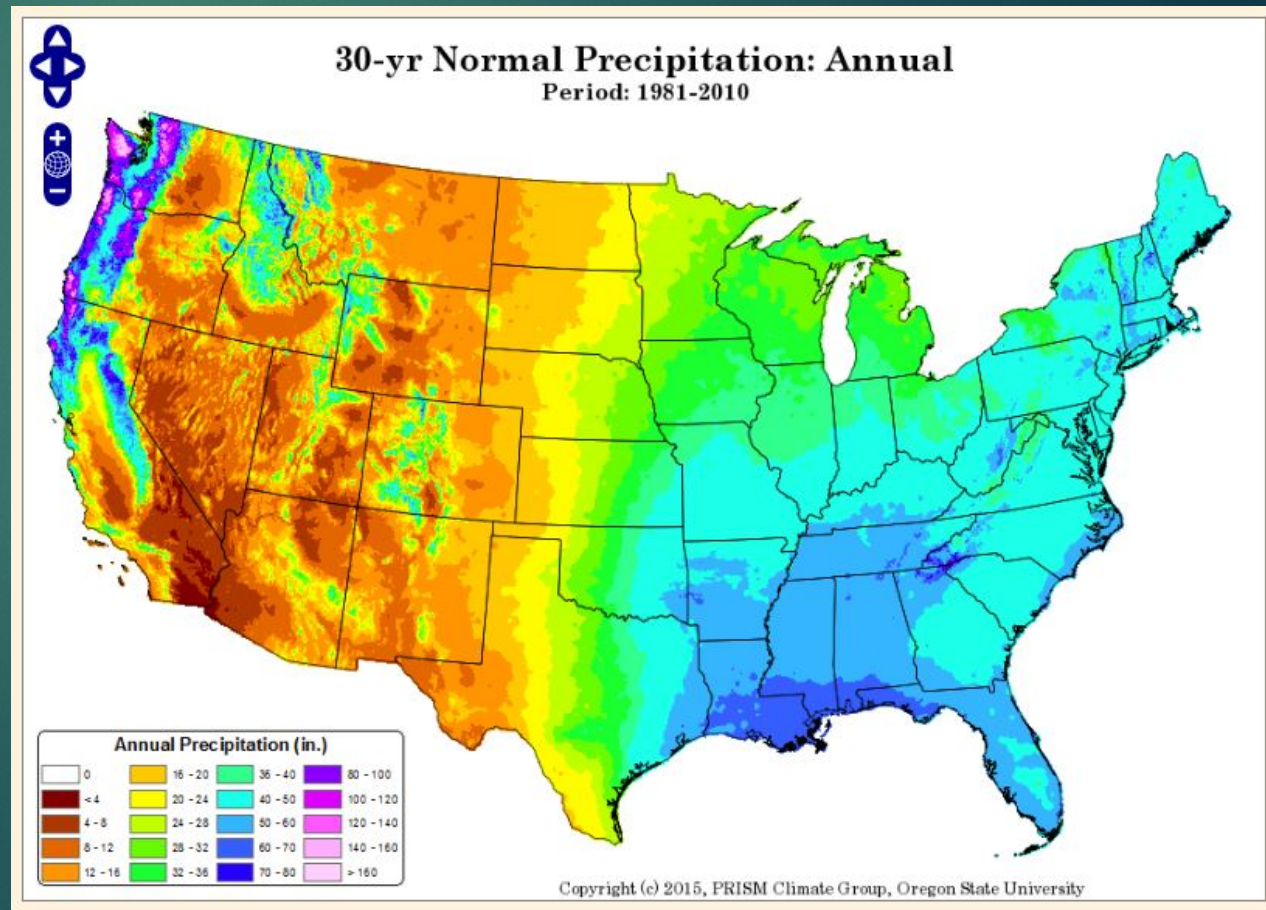 30-yr Normal Precipitation: Annual
Period: 1981-2010
+
−
Annual Precipitation (in.)
0
< 4
4 - 8
8 - 12
12 - 16
16 - 20
20 - 24
24 - 28
28 - 32
32 - 36
36 - 40
40 - 50
50 - 60
60 - 70
70 - 80
80 - 100
100 - 120
120 - 140
140 - 160
> 160
Copyright (c) 2015, PRISM Climate Group, Oregon State University